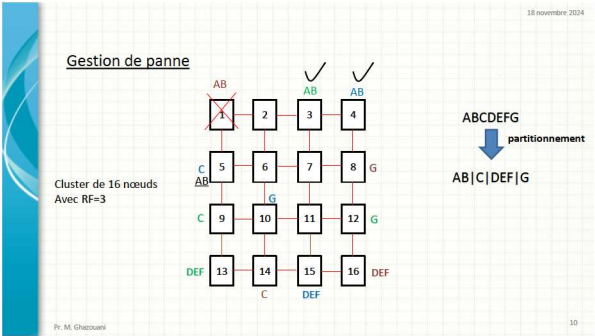 18 novembre 2024
Gestion de panne
AB
AB
AB
1
2
3
4
ABCDEFG
partitionnement
AB|C|DEF|G
C
AB
5
6
7
8
G
Cluster de 16 nœuds
Avec RF=3
G
C
9
10
11
12
G
DEF
13
14
15
16
DEF
C
DEF
Pr. M. Ghazouani
10